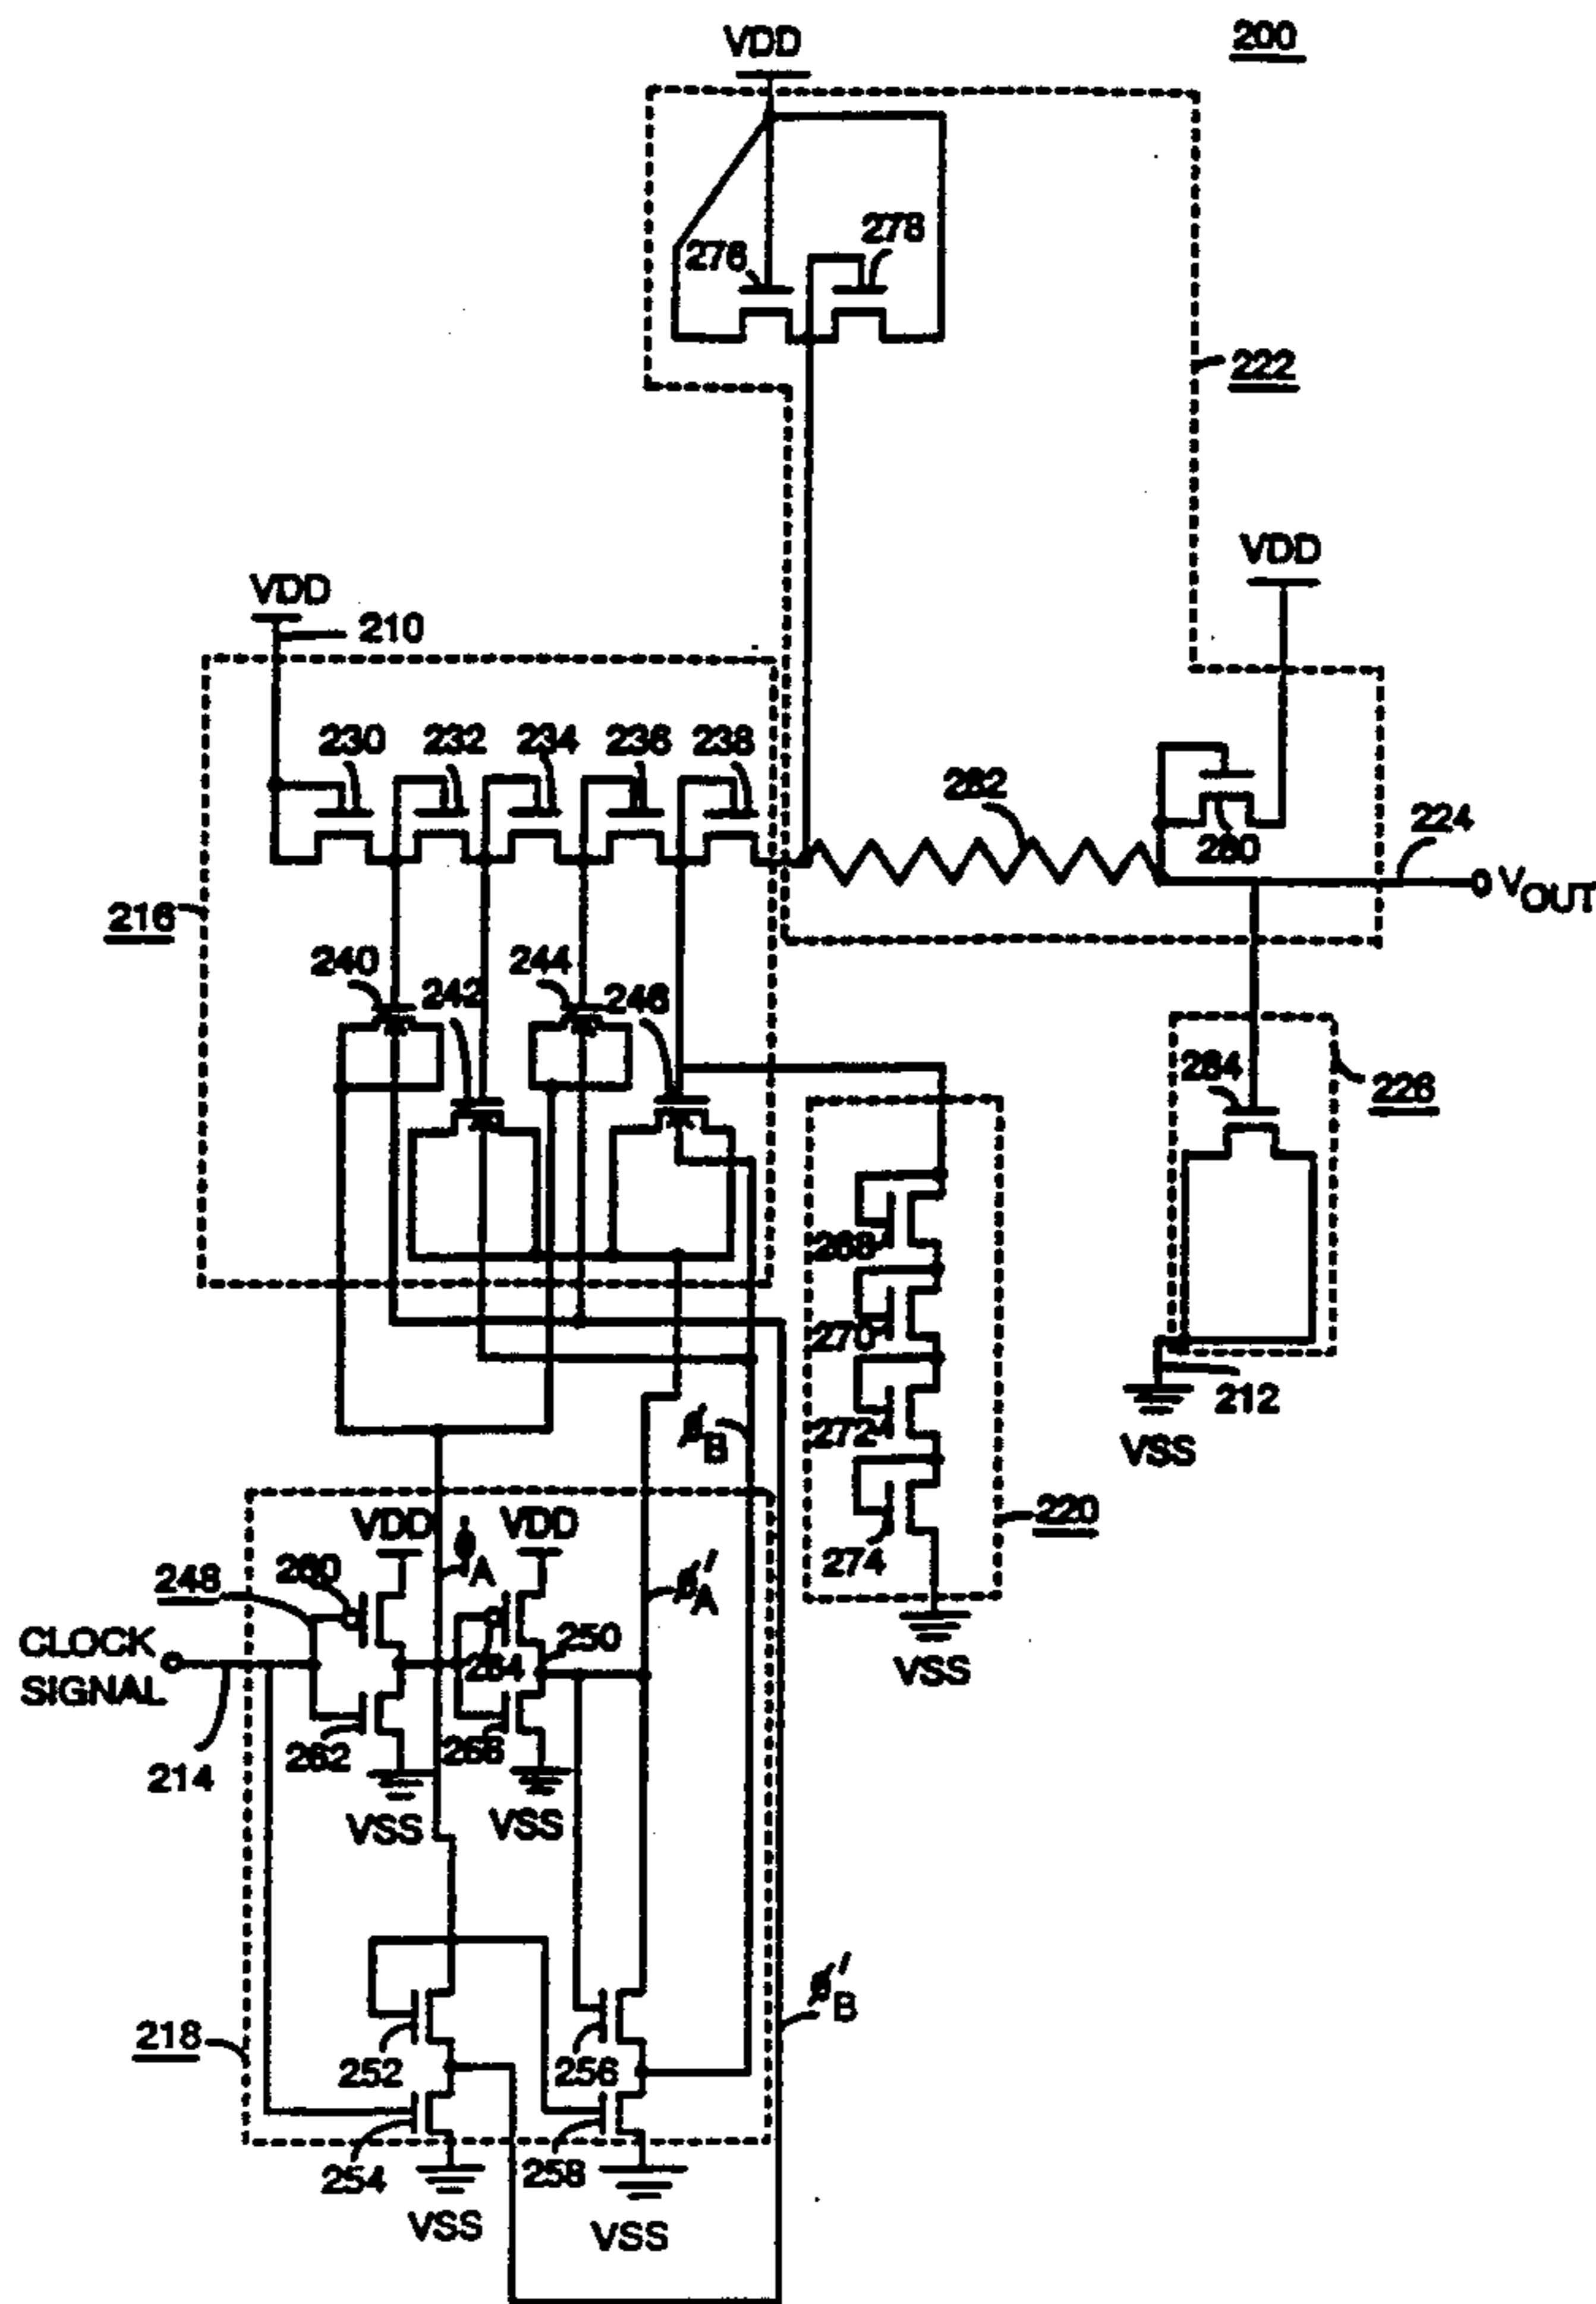 200
VDD
276
278
222
VDD
VDD
210
230
232
234
236
238
282
280
224
VOUT
216
240
242
244
246
284
226
268
270
272
274
212
VSS
ϕB
220
VSS
VDD
ϕA
VDD
ϕ'A
248
260
CLOCK
SIGNAL
264
250
262
266
214
VSS
VSS
ϕ'B
218
252
256
254
258
VSS
VSS